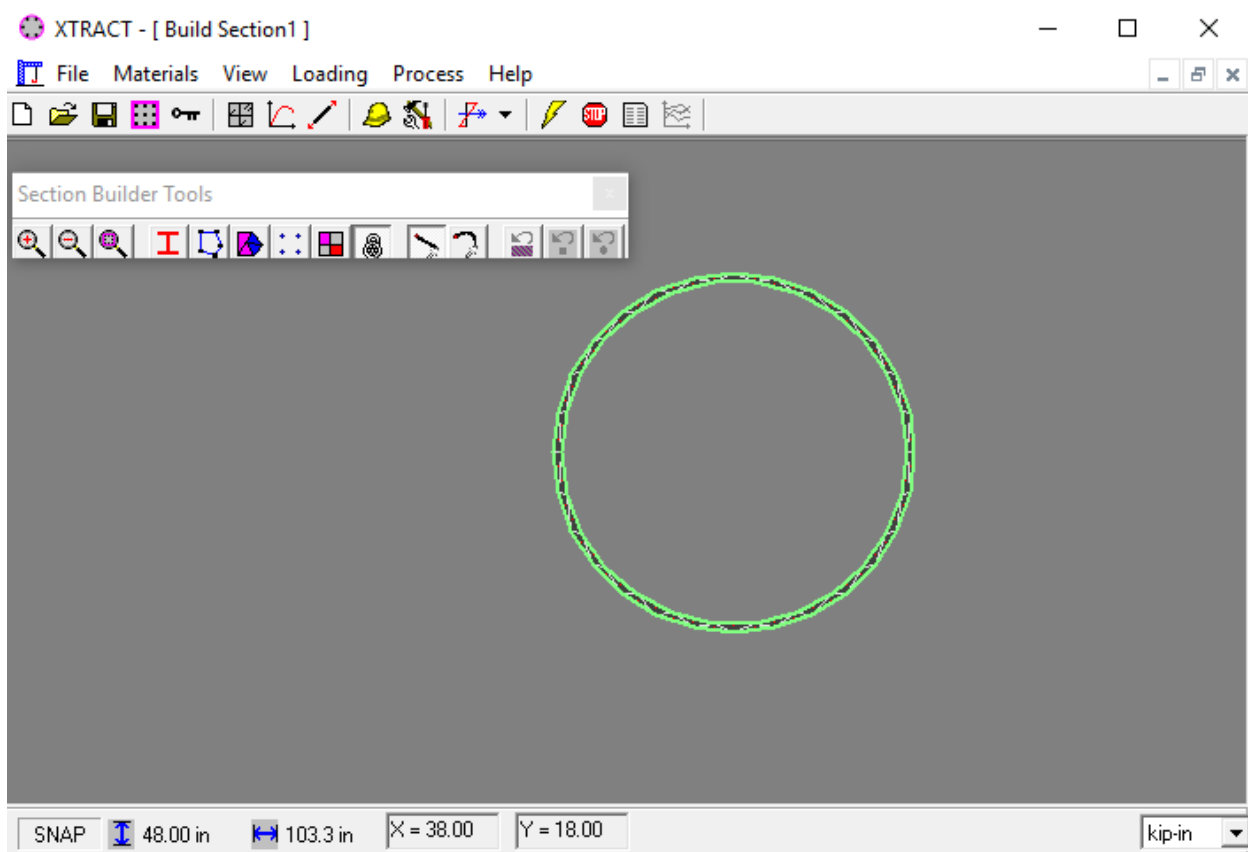 XTRACT - [ Build Section1 ]
File Materials View Loading Process Help
STOP
Section Builder Tools
SNAP 48.00 in 103.3 in X = 38.00 Y = 18.00 kip-in